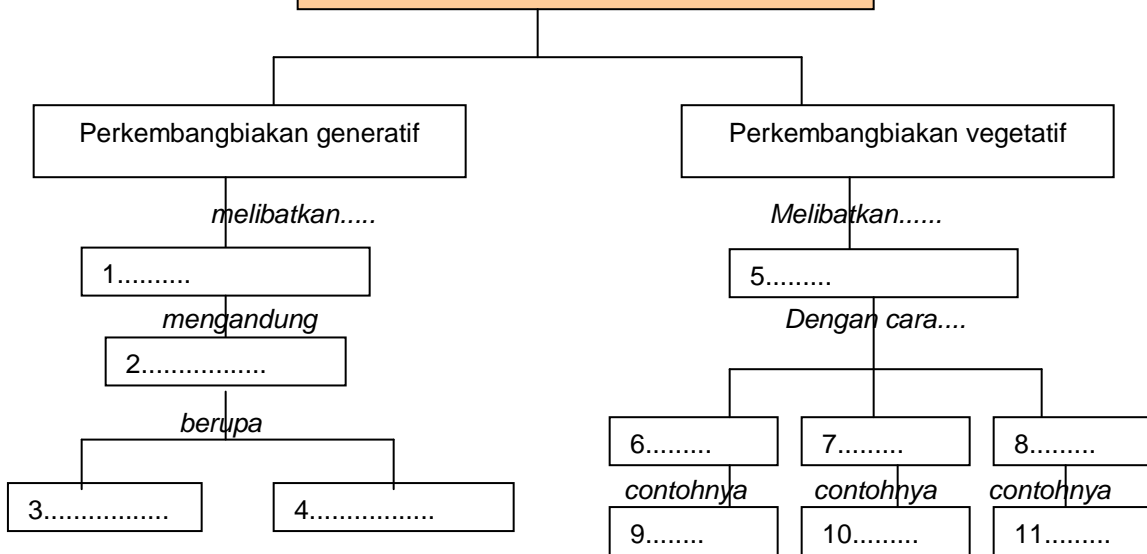 Perkembangbiakan generatif
Perkembangbiakan vegetatif
melibatkan.....
Melibatkan......
1..........
5.........
mengandung
Dengan cara....
2................
berupa
6.........
7.........
8.........
contohnya
contohnya
contohnya
3................
4................
9........
10.........
11.........